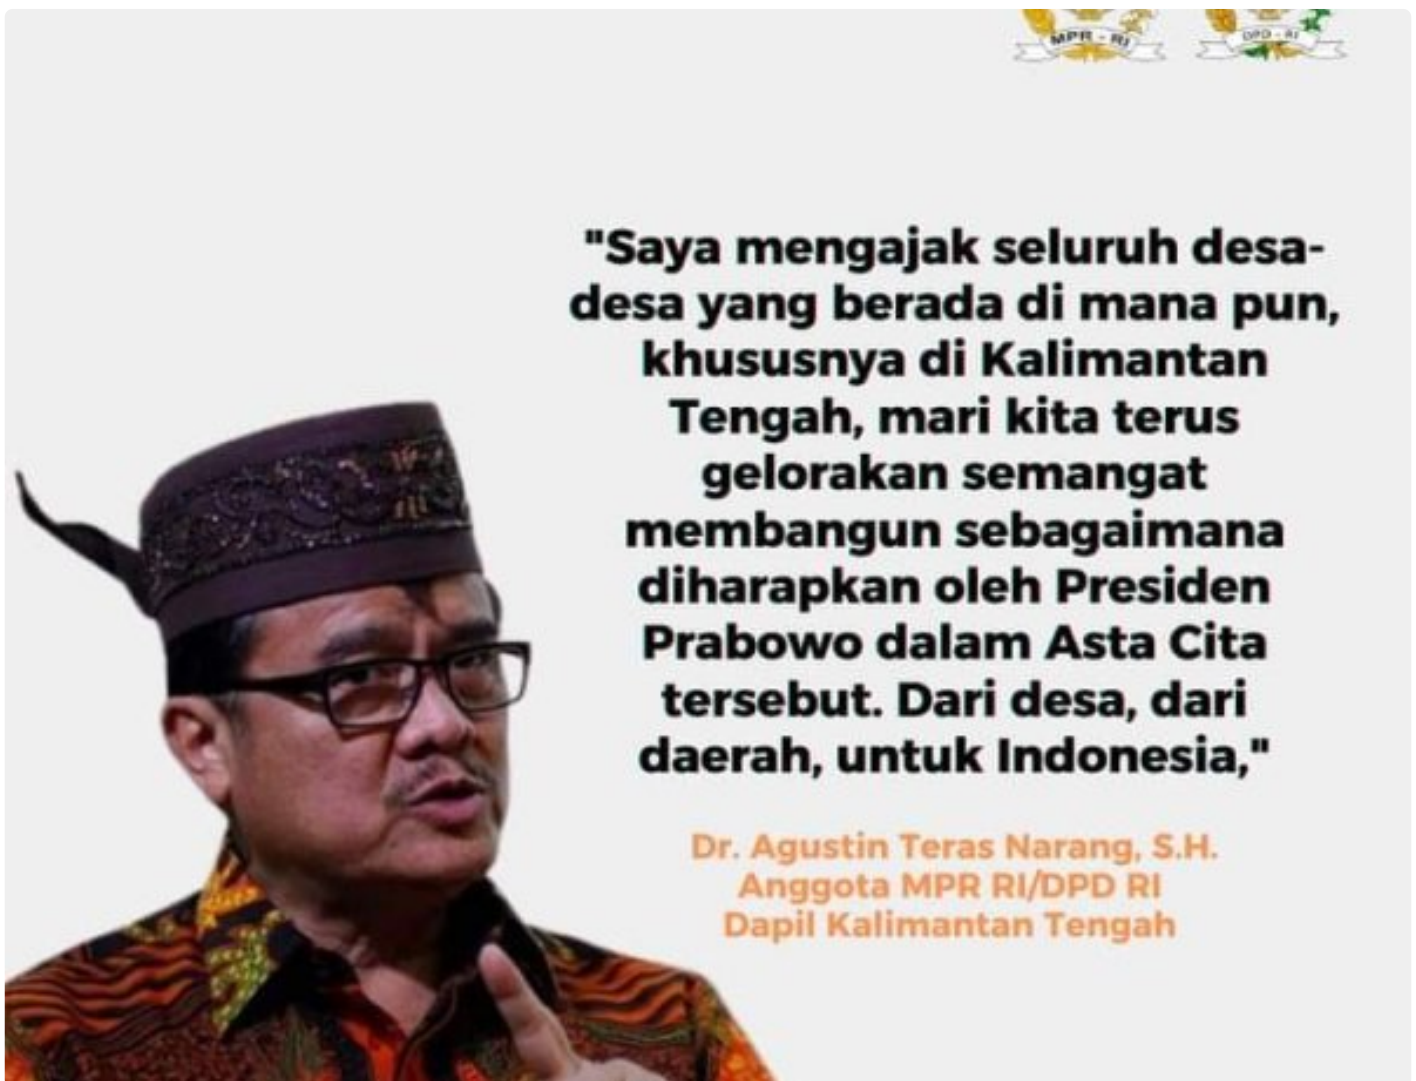 MPR - RI
DPD - RI
"Saya mengajak seluruh desa-
desa yang berada di mana pun,
khususnya di Kalimantan
Tengah, mari kita terus
gelorakan semangat
membangun sebagaimana
diharapkan oleh Presiden
Prabowo dalam Asta Cita
tersebut. Dari desa, dari
daerah, untuk Indonesia,"
Dr. Agustin Teras Narang, S.H.
Anggota MPR RI/DPD RI
Dapil Kalimantan Tengah